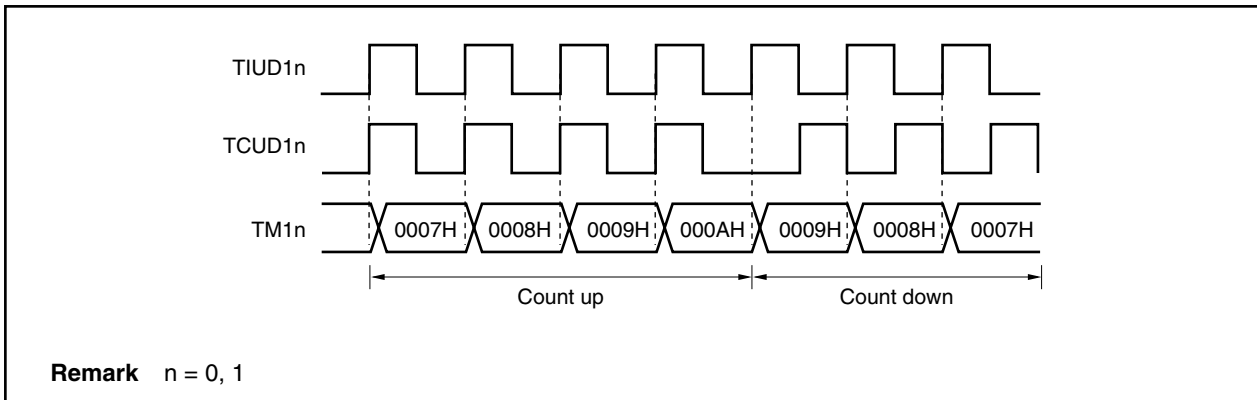 TIUD1n
TCUD1n
TM1n 0007H 0008H 0009H 000AH 0009H 0008H 0007H
Count up Count down
Remark n = 0, 1